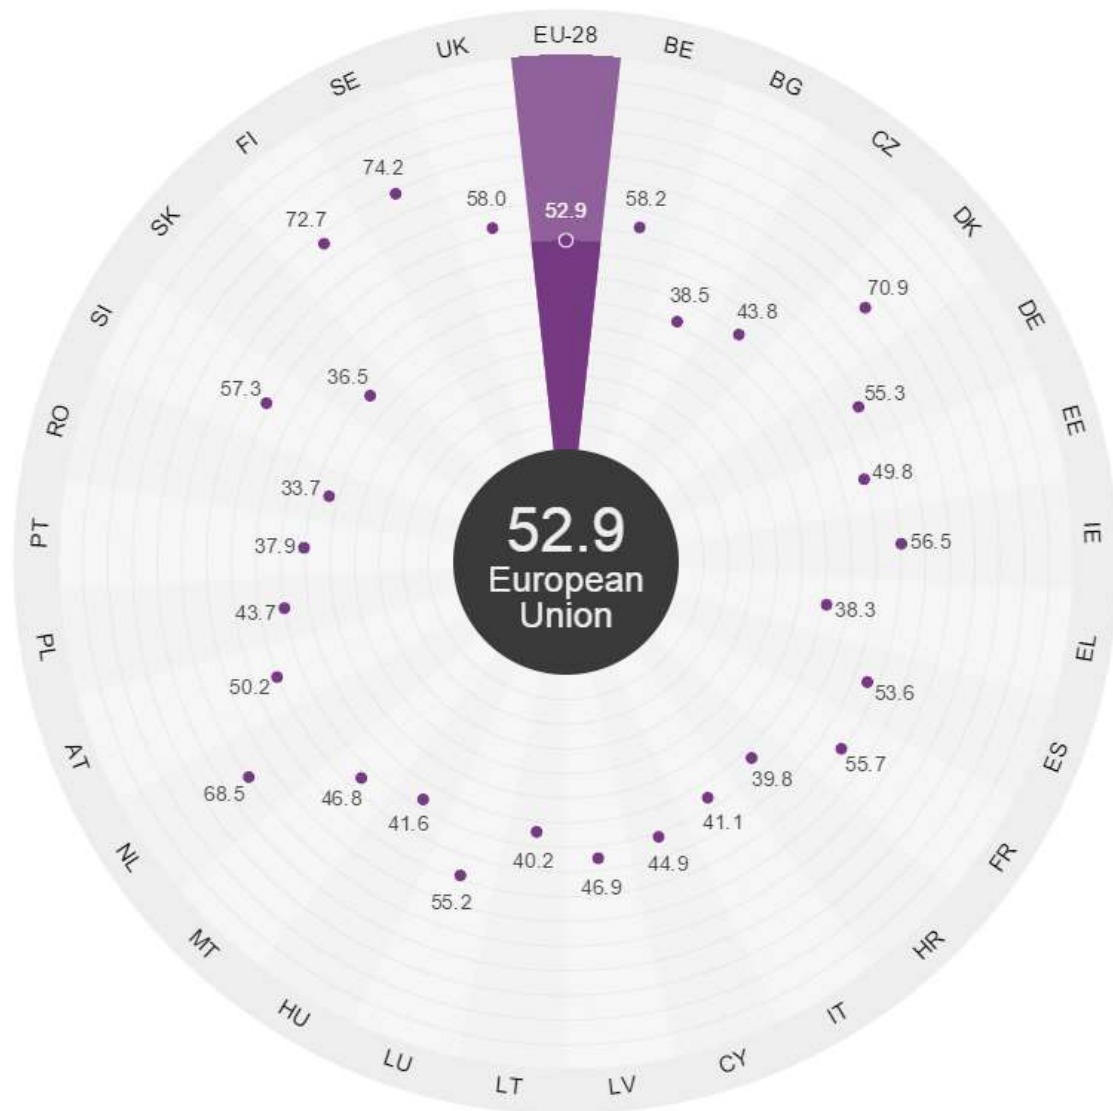 EU-28
BE
BG
CZ
DK
DE
EE
IE
EL
ES
FR
HR
IT
CY
LV
LT
LU
HU
MT
NL
AT
PL
PT
RO
SI
SK
FI
SE
UK
52.9
58.2
38.5
43.8
70.9
55.3
49.8
56.5
38.3
53.6
55.7
39.8
41.1
44.9
46.9
40.2
55.2
41.6
46.8
68.5
50.2
43.7
37.9
33.7
57.3
36.5
72.7
74.2
58.0
52.9
European
Union